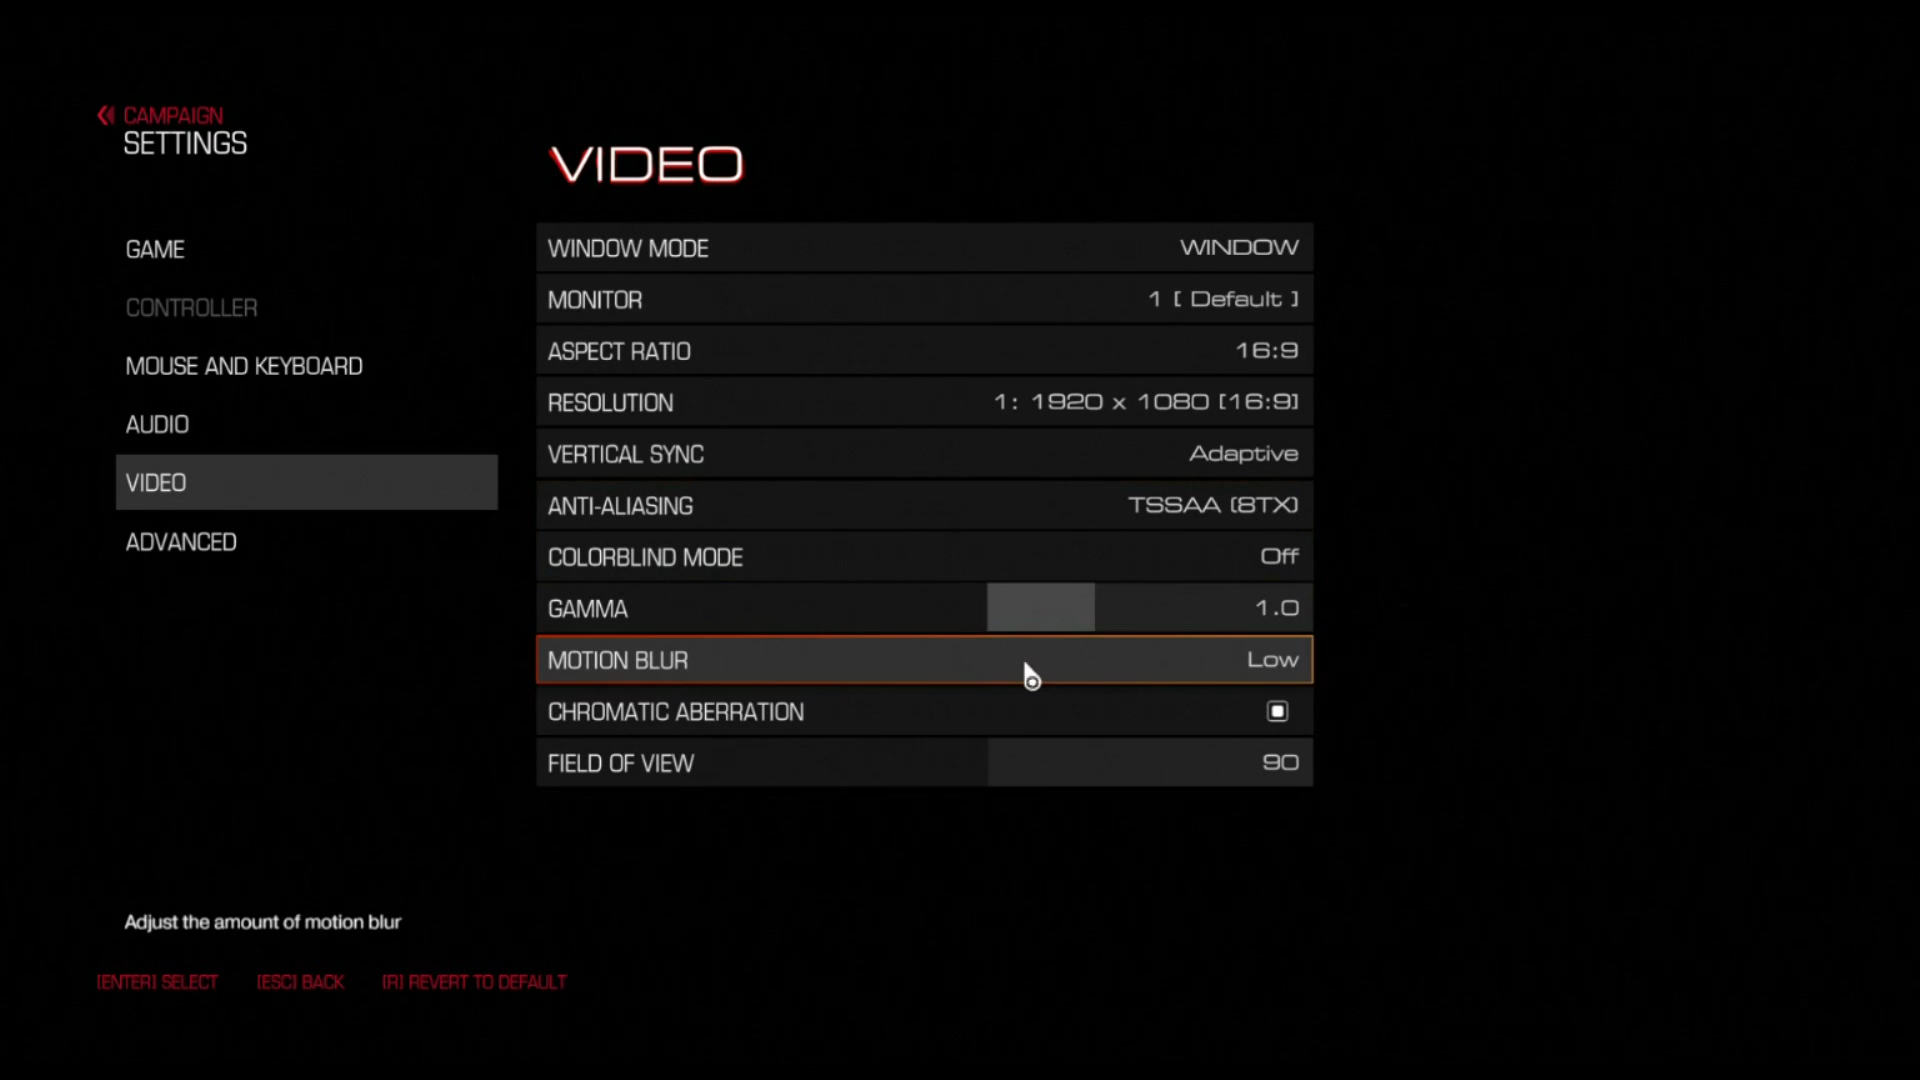 CAMPAIGN
SETTINGS
VIDEO
GAME
CONTROLLER
MOUSE AND KEYBOARD
AUDIO
VIDEO
ADVANCED
WINDOW MODE WINDOW
MONITOR 1 [ Default ]
ASPECT RATIO 16:9
RESOLUTION 1: 1920 x 1080 [16:9]
VERTICAL SYNC Adaptive
ANTI-ALIASING TSSAA (8TX)
COLORBLIND MODE Off
GAMMA 1.0
MOTION BLUR Low
CHROMATIC ABERRATION
FIELD OF VIEW 90
Adjust the amount of motion blur
[ENTER] SELECT [ESC] BACK [R] REVERT TO DEFAULT